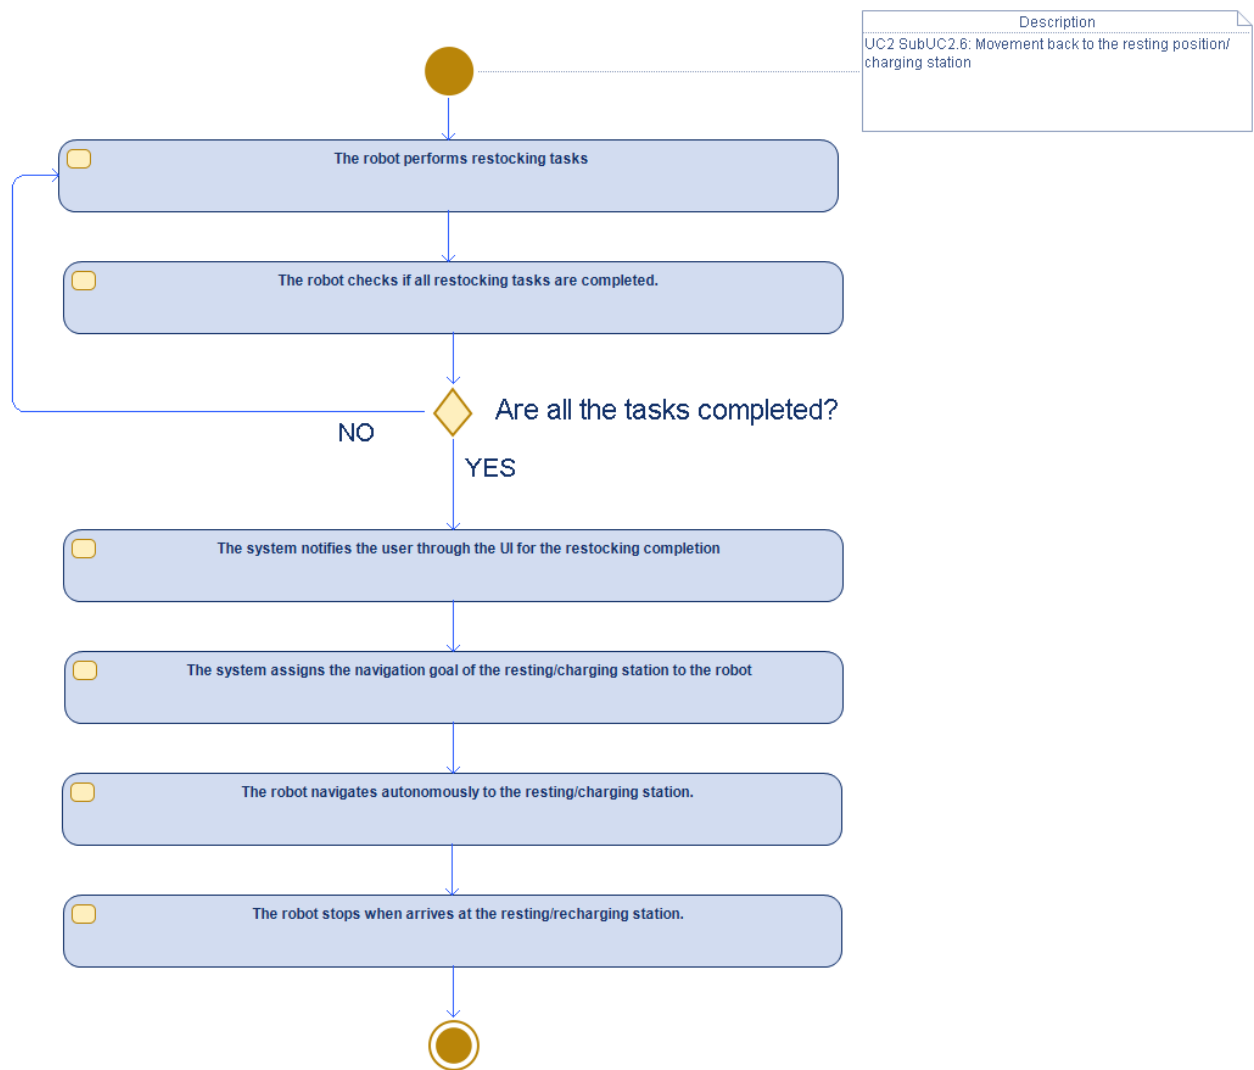 Description
UC2 SubUC2.6: Movement back to the resting position/
charging station
The robot performs restocking tasks
The robot checks if all restocking tasks are completed.
Are all the tasks completed?
NO
YES
The system notifies the user through the UI for the restocking completion
The system assigns the navigation goal of the resting/charging station to the robot
The robot navigates autonomously to the resting/charging station.
The robot stops when arrives at the resting/recharging station.